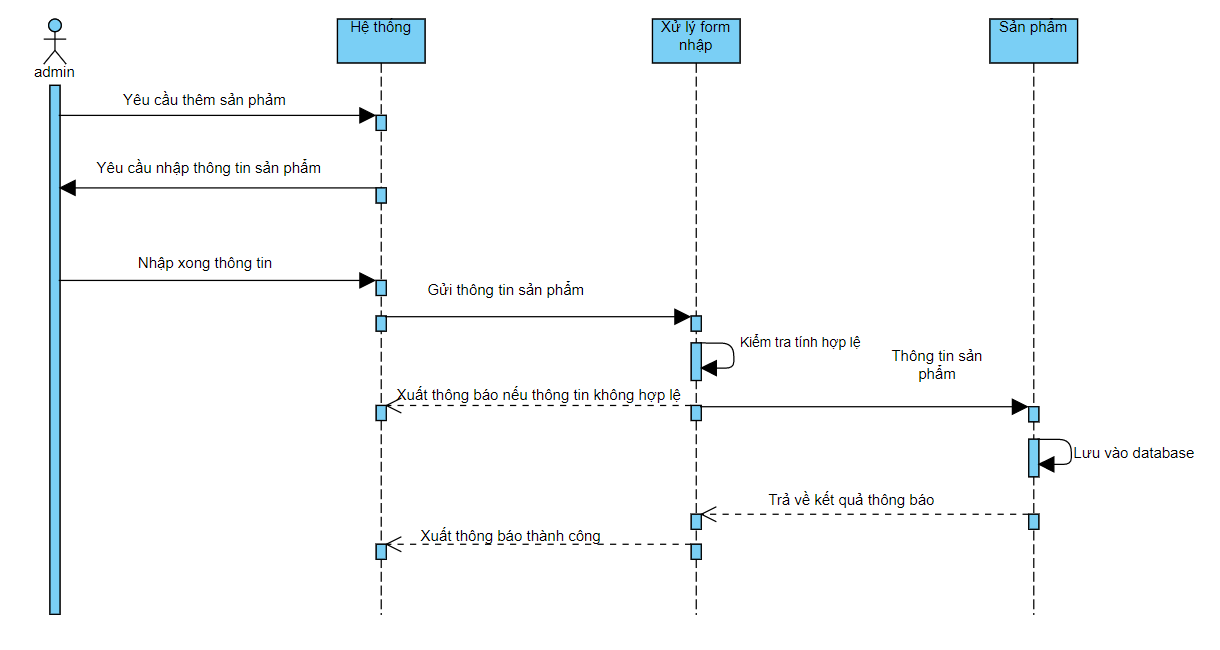 Hệ thông
Xử lý form
nhập
Sản phẩm
admin
Yêu cầu thêm sản phảm
Yêu cầu nhập thông tin sản phẩm
Nhập xong thông tin
Gửi thông tin sản phẩm
Kiểm tra tính hợp lệ
Thông tin sản
phẩm
Xuất thông báo nếu thông tin không hợp lệ
Lưu vào database
Trả về kết quả thông báo
Xuất thông báo thành công